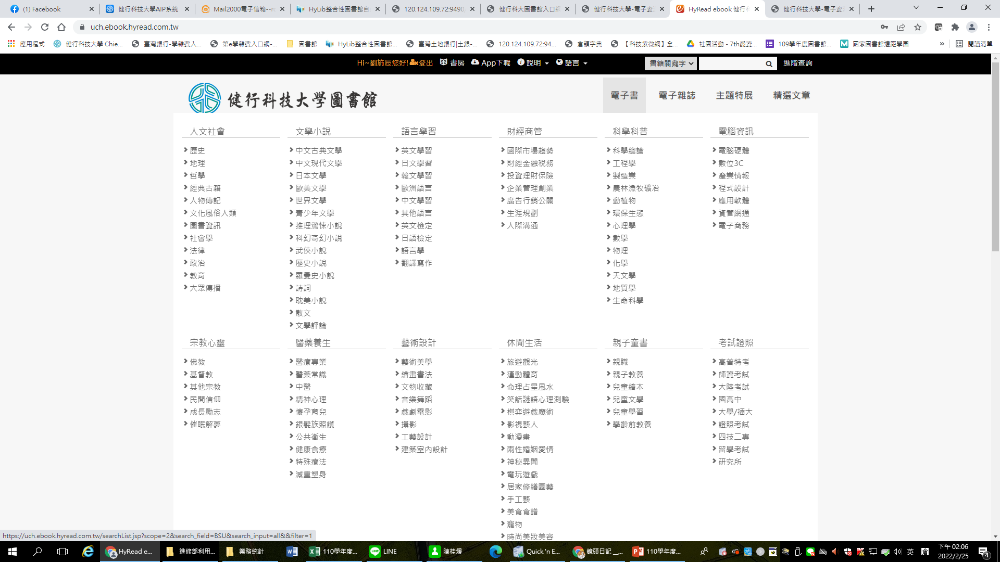 (1) Facebook
健行科技大學AIP系統
Mail2000電子信箱--
HyLib整合性圖書館自
120.124.109.72:9490
健行科大圖書館入口
健行科技大學-電子資
HyRead ebook 健行
健行科技大學-電子資
uch.ebook.hyread.com.tw
應用程式
健行科技大學 Chie...
臺灣銀行-學雜費入...
第e學雜費入口網-...
圖書館
HyLib整合性圖書館...
臺灣土地銀行|土銀-...
120.124.109.72:94...
倉頡字典
【科技紫微網】全...
社團活動 - 7th愛資...
109學年度圖書館...
國家圖書館遠距學園
»
閱讀清單
Hi~劉斾辰您好!登出
書房
App下載
說明
語言
書籍關鍵字
進階查詢
健行科技大学圖書館
電子書
電子雜誌
主題特展
精選文章
人文社會
歷史
地理
哲學
經典古籍
人物傳記
文化風俗人類
圖書資訊
社會學
法律
政治
教育
大眾傳播
文學小說
中文古典文學
中文現代文學
日本文學
歐美文學
世界文學
青少年文學
推理驚悚小說
科幻奇幻小說
武俠小說
歷史小說
羅曼史小說
詩詞
耽美小說
散文
文學評論
語言學習
英文學習
日文學習
韓文學習
歐洲語言
中文學習
其他語言
英文檢定
日語檢定
語言學
翻譯寫作
財經商管
國際市場趨勢
財經金融稅務
投資理財保險
企業管理創業
廣告行銷公關
生涯規劃
人際溝通
科學科普
科學總論
工程學
製造業
農林漁牧礦冶
動植物
環保生態
心理學
數學
物理
化學
天文學
地質學
生命科學
電腦資訊
電腦硬體
數位3C
產業情報
程式設計
應用軟體
資管網通
電子商務
宗教心靈
佛教
基督教
其他宗教
民間信仰
成長勵志
催眠解夢
醫藥養生
醫療專業
醫藥常識
中醫
精神心理
懷孕育兒
銀髮族照護
公共衛生
健康食療
特殊療法
減重塑身
藝術設計
藝術美學
繪畫書法
文物收藏
音樂舞蹈
戲劇電影
攝影
工藝設計
建築室內設計
休閒生活
旅遊觀光
運動體育
命理占星風水
笑話謎語心理測驗
棋弈遊戲魔術
影視藝人
動漫畫
兩性婚姻愛情
神秘異聞
電玩遊戲
居家修繕園藝
手工藝
美食食譜
寵物
時尚美妝美容
親子童書
親職
親子教養
兒童繪本
兒童文學
兒童學習
學齡前教養
考試證照
高普特考
師資考試
大陸考試
國高中
大學/插大
證照考試
四技二專
留學考試
研究所
https://uch.ebook.hyread.com.tw/searchList.jsp?scope=2&search_field=BSU&search_input=all&&filter=1
HyRead e...
進修部利用...
業務統計
110學年度...
LINE
陳桂煖
Quick 'n E...
鏡頭日記 __...
110學年度...
英
下午 02:06
2022/2/25
4